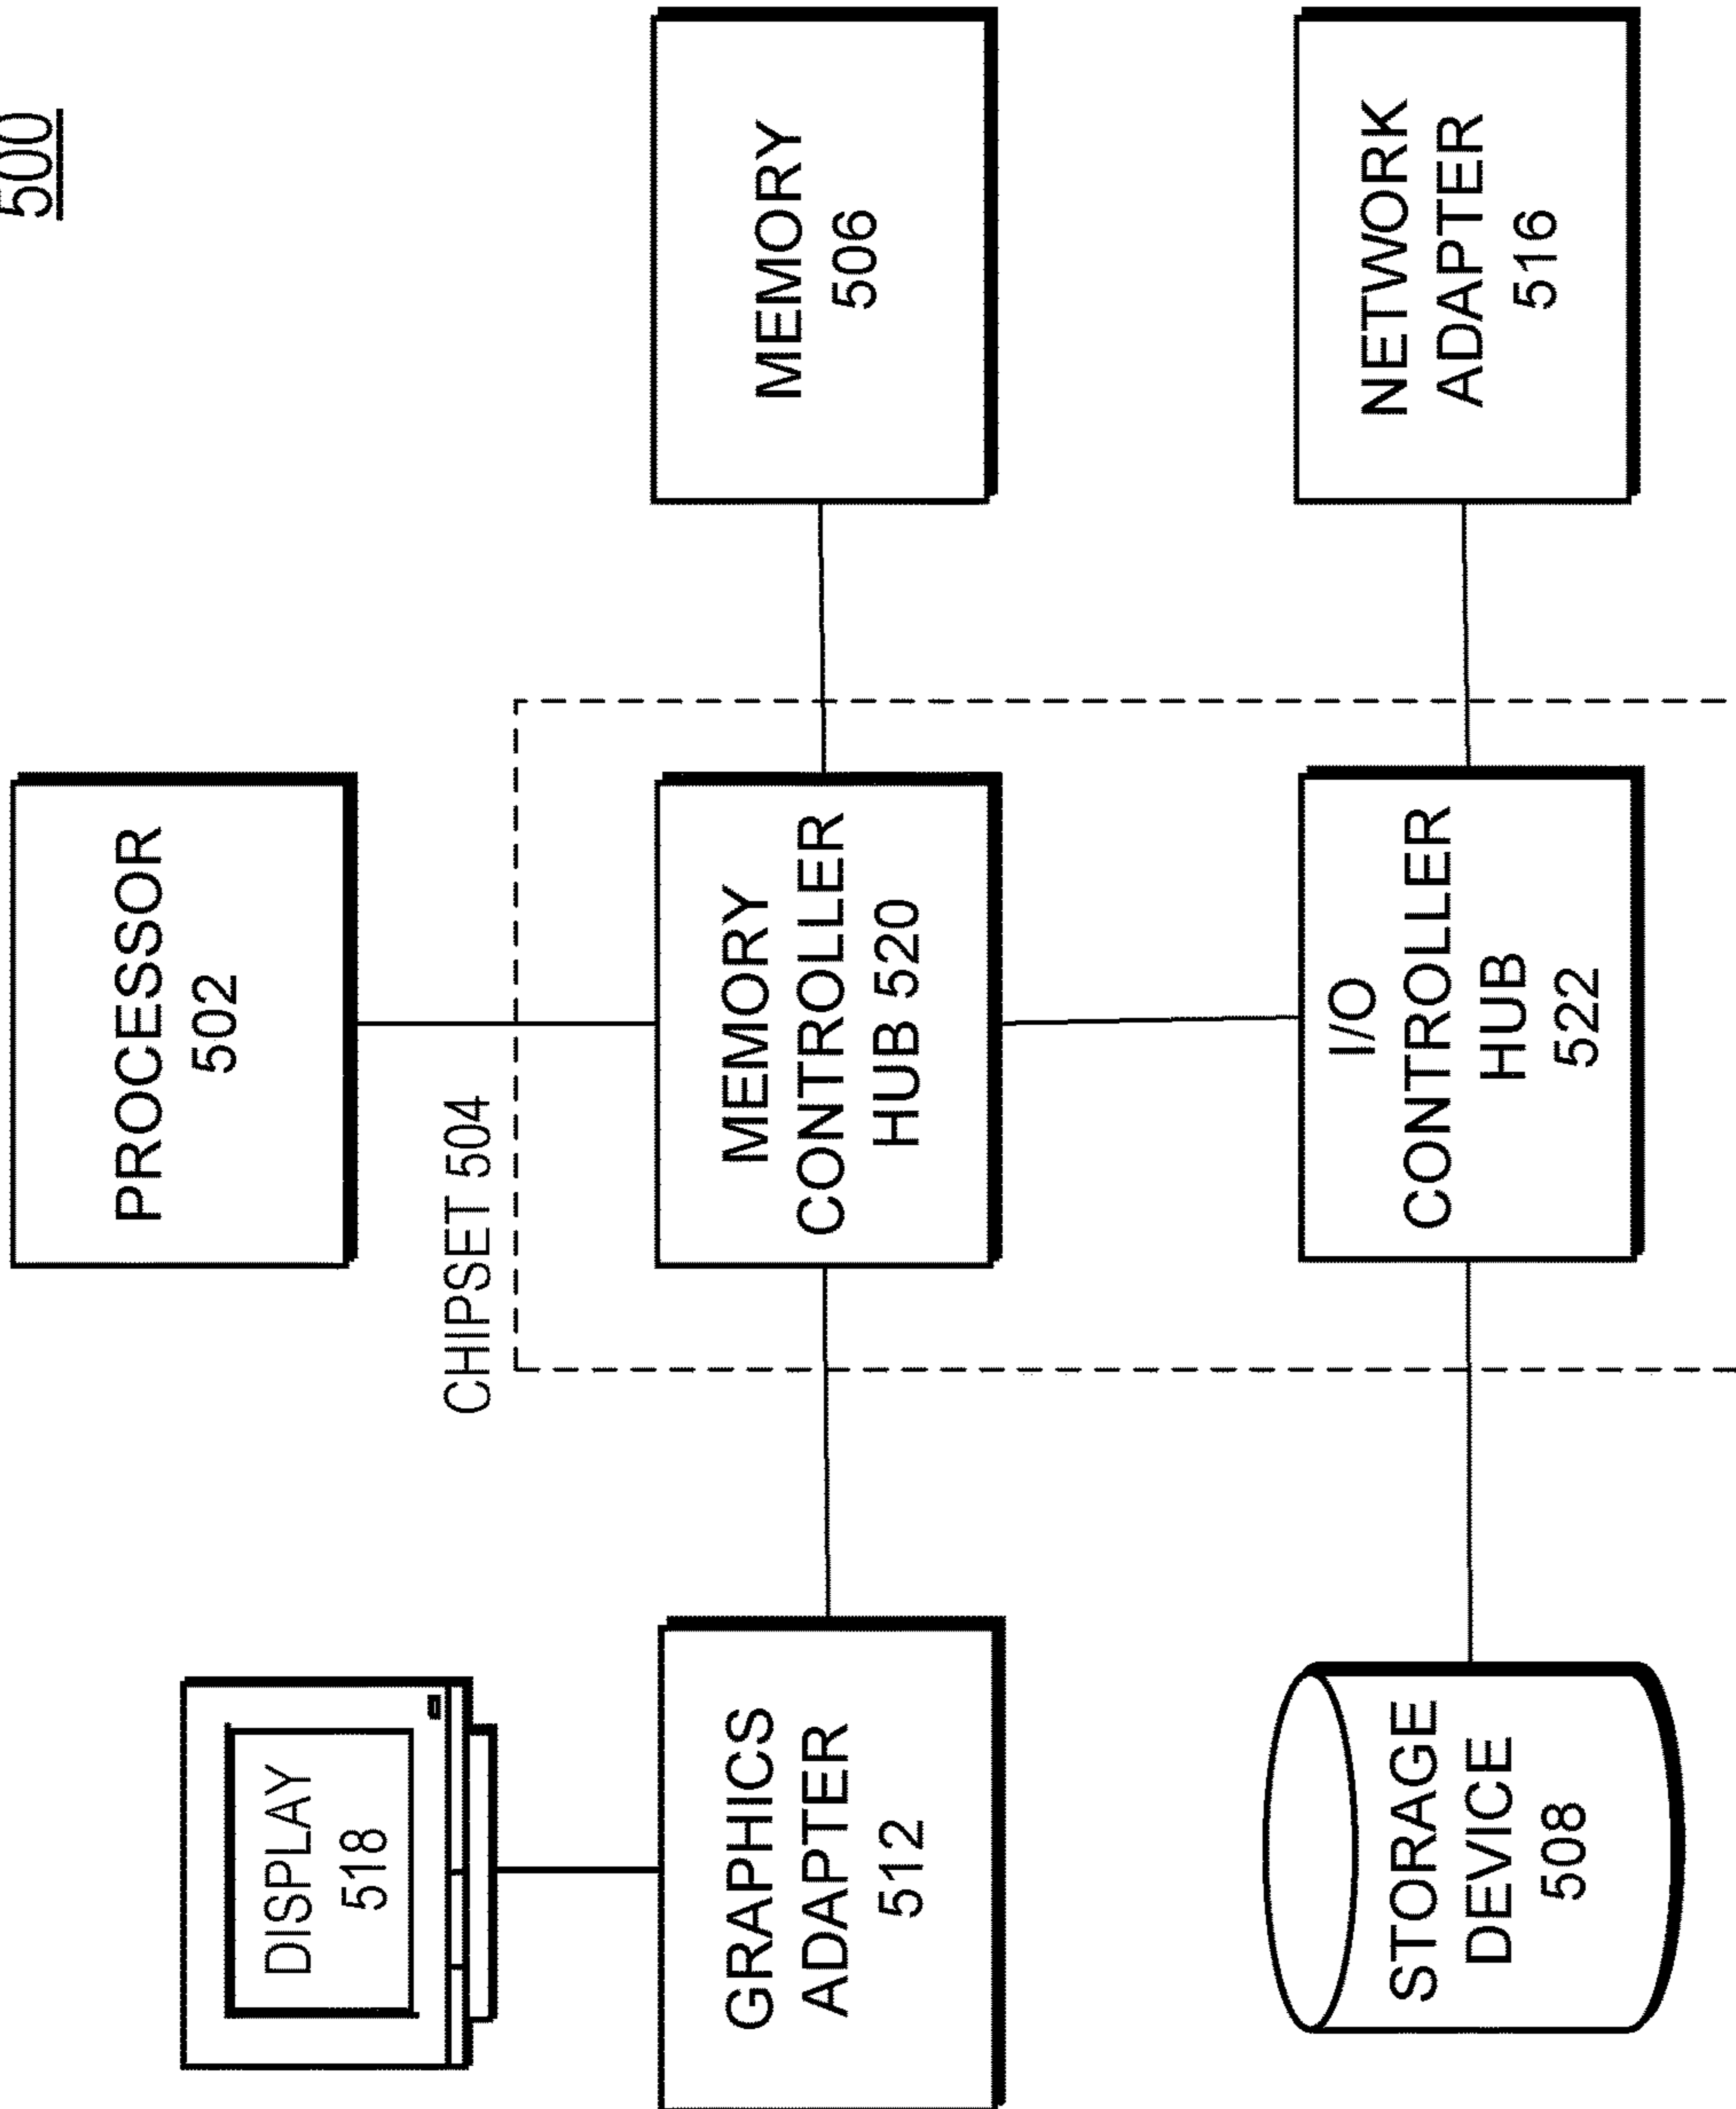 500
PROCESSOR
502
CHIPSET 504
DISPLAY
518
GRAPHICS
ADAPTER
512
MEMORY
CONTROLLER
HUB 520
MEMORY
506
STORAGE
DEVICE
508
I/O
CONTROLLER
HUB
522
NETWORK
ADAPTER
516